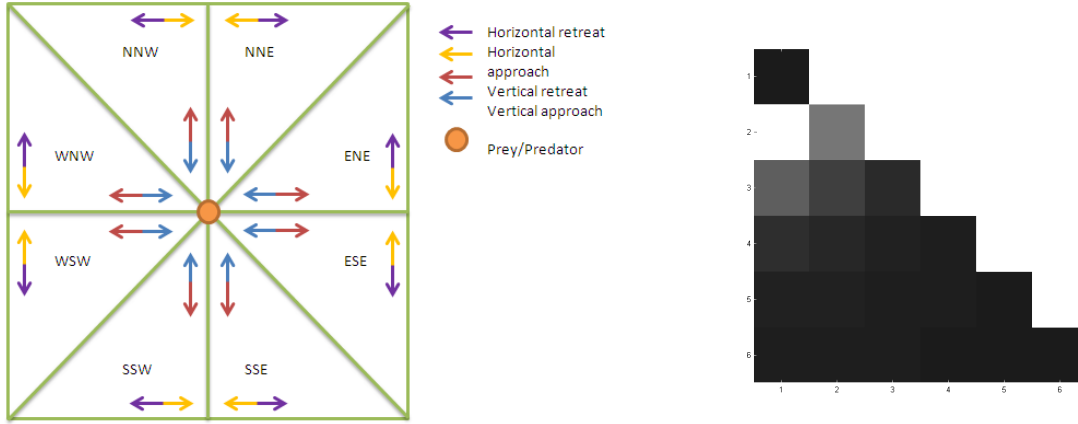 NNW
NNE
WNW
ENE
WSW
ESE
SSW
SSE
Horizontal retreat
Horizontal
approach
Vertical retreat
Vertical approach
Prey/Predator
1
2
3
4
5
6
1 2 3 4 5 6